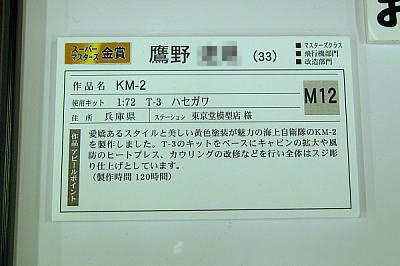 スーパーマスターズ 金賞
鷹野
(33)
■ マスターズクラス
■ 飛行機部門
■ 改造部門
作品名 KM-2
使用キット 1:72 T-3 ハセガワ
住所 兵庫県 ステーション 東京堂模型店 様
M12
作品アピールポイント
愛嬌あるスタイルと美しい黄色塗装が魅力の海上自衛隊のKM-2
を製作しました。T-3のキットをベースにキャビンの拡大や風
防のヒートプレス、カウリングの改修などを行い全体はスジ彫
り仕上げとしています。
(製作時間 120時間)
お